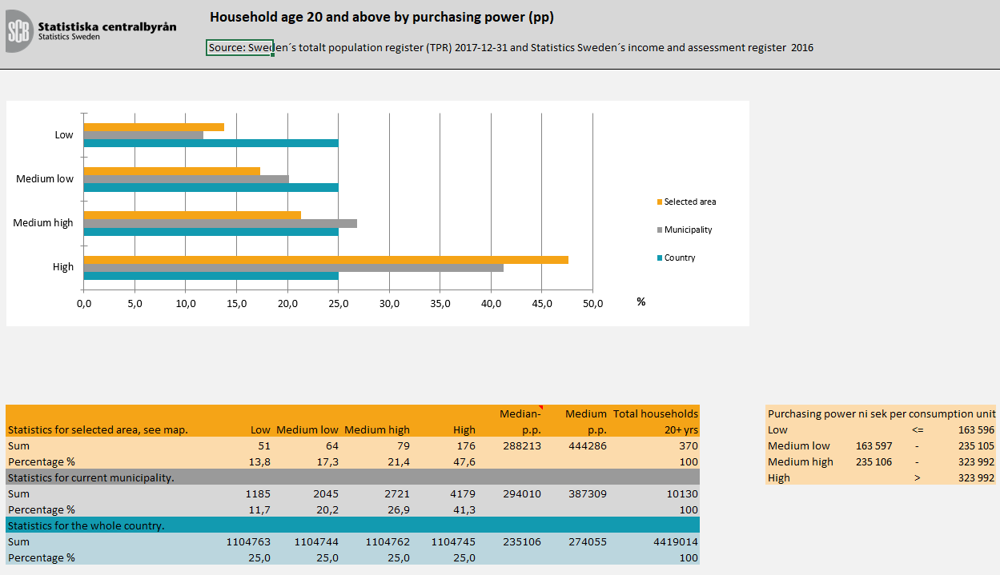 SCB
Statistiska centralbyrån
Statistics Sweden
Household age 20 and above by purchasing power (pp)
Source: Sweden´s totalt population register (TPR) 2017-12-31 and Statistics Sweden´s income and assessment register 2016
Low
Medium low
Medium high
High
0,0 5,0 10,0 15,0 20,0 25,0 30,0 35,0 40,0 45,0 50,0 %
Selected area
Municipality
Country
Median- Medium Total households
Statistics for selected area, see map. Low Medium low Medium high High p.p. p.p. 20+ yrs
Sum 51 64 79 176 288213 444286 370
Percentage % 13,8 17,3 21,4 47,6 100
Statistics for current municipality.
Sum 1185 2045 2721 4179 294010 387309 10130
Percentage % 11,7 20,2 26,9 41,3 100
Statistics for the whole country.
Sum 1104763 1104744 1104762 1104745 235106 274055 4419014
Percentage % 25,0 25,0 25,0 25,0 100
Purchasing power ni sek per consumption unit
Low <= 163 596
Medium low 163 597 - 235 105
Medium high 235 106 - 323 992
High > 323 992